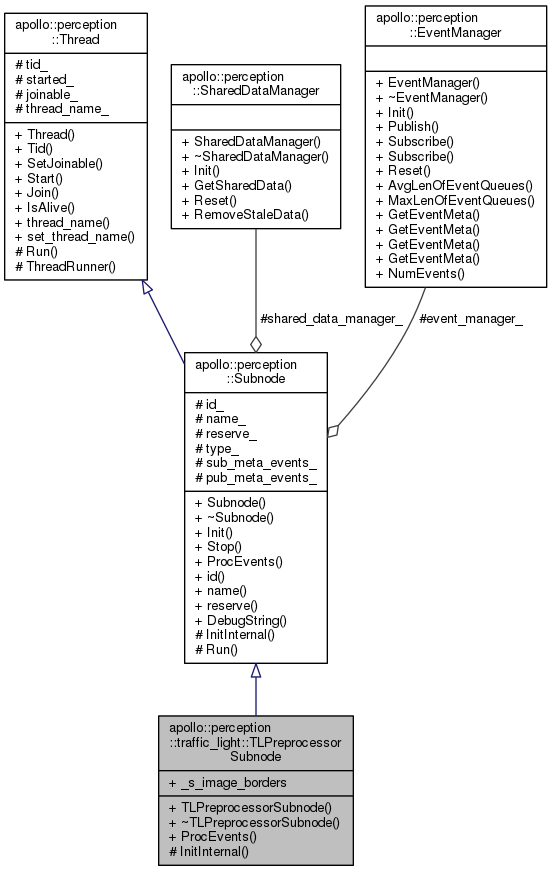 apollo::perception
::Thread
# tid_
# started_
# joinable_
# thread_name_
+ Thread()
+ Tid()
+ SetJoinable()
+ Start()
+ Join()
+ IsAlive()
+ thread_name()
+ set_thread_name()
# Run()
# ThreadRunner()
apollo::perception
::SharedDataManager
+ SharedDataManager()
+ ~SharedDataManager()
+ Init()
+ GetSharedData()
+ Reset()
+ RemoveStaleData()
apollo::perception
::EventManager
+ EventManager()
+ ~EventManager()
+ Init()
+ Publish()
+ Subscribe()
+ Subscribe()
+ Reset()
+ AvgLenOfEventQueues()
+ MaxLenOfEventQueues()
+ GetEventMeta()
+ GetEventMeta()
+ GetEventMeta()
+ GetEventMeta()
+ NumEvents()
#shared_data_manager_
#event_manager_
apollo::perception
::Subnode
# id_
# name_
# reserve_
# type_
# sub_meta_events_
# pub_meta_events_
+ Subnode()
+ ~Subnode()
+ Init()
+ Stop()
+ ProcEvents()
+ id()
+ name()
+ reserve()
+ DebugString()
# InitInternal()
# Run()
apollo::perception
::traffic_light::TLPreprocessor
Subnode
+ _s_image_borders
+ TLPreprocessorSubnode()
+ ~TLPreprocessorSubnode()
+ ProcEvents()
# InitInternal()